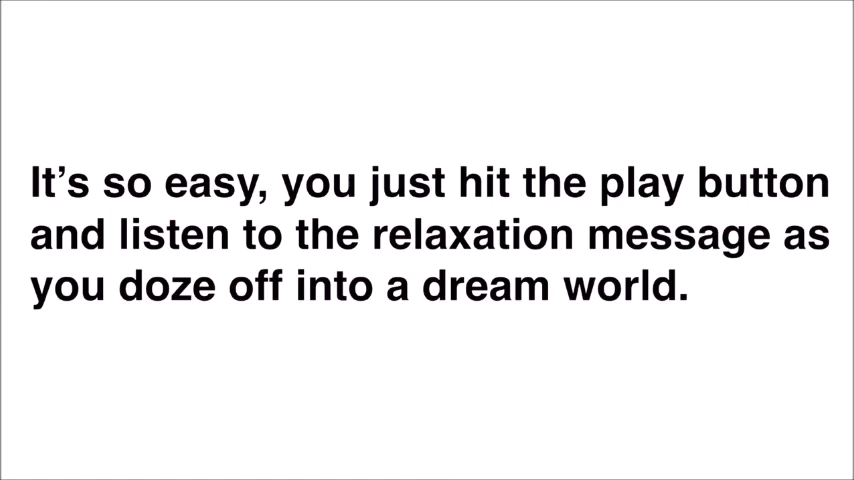 It’s so easy, you just hit the play button
and listen to the relaxation message as
you doze off into a dream world.